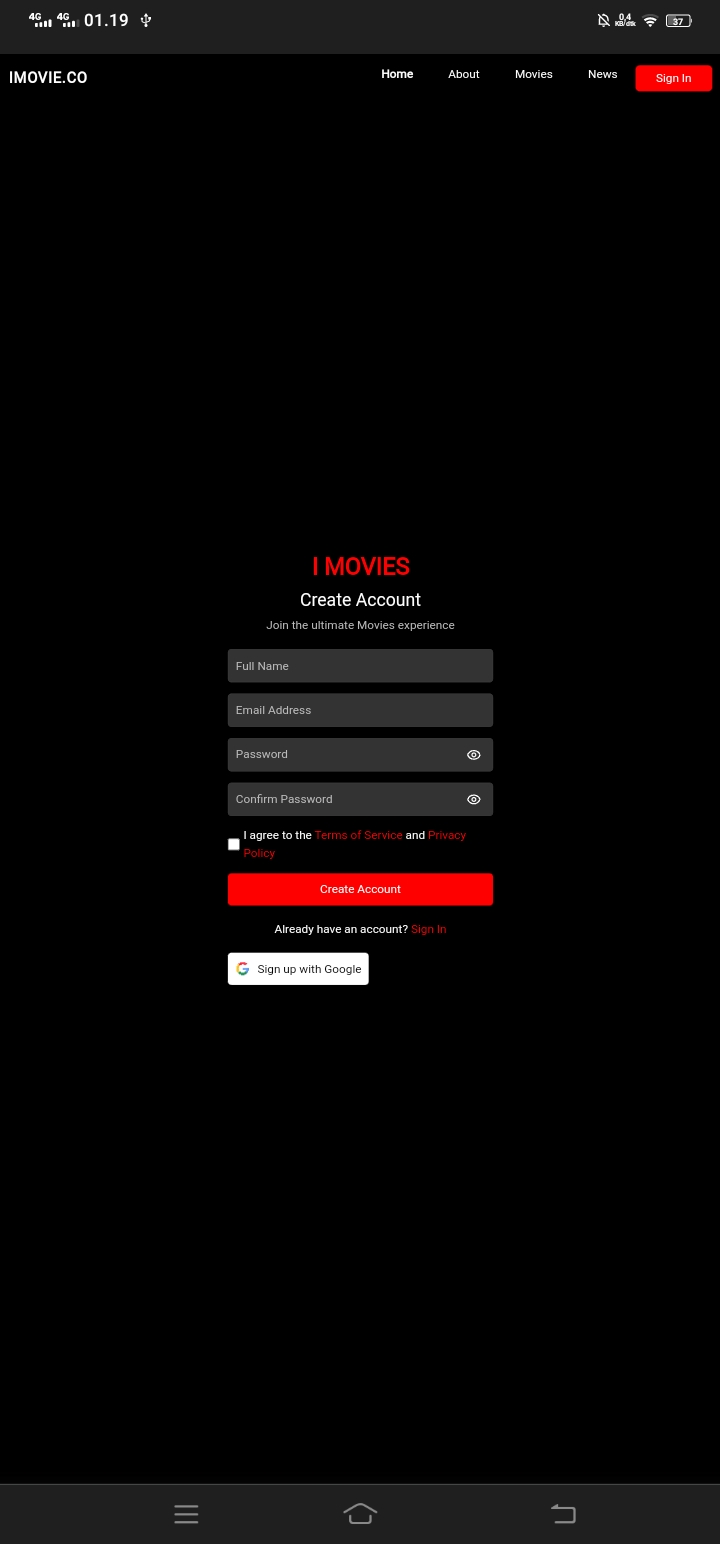 4G 4G 01.19 0,4 KB/dtk 37
IMOVIE.CO Home About Movies News Sign In
I MOVIES
Create Account
Join the ultimate Movies experience
Full Name
Email Address
Password
Confirm Password
I agree to the Terms of Service and Privacy
Policy
Create Account
Already have an account? Sign In
Sign up with Google